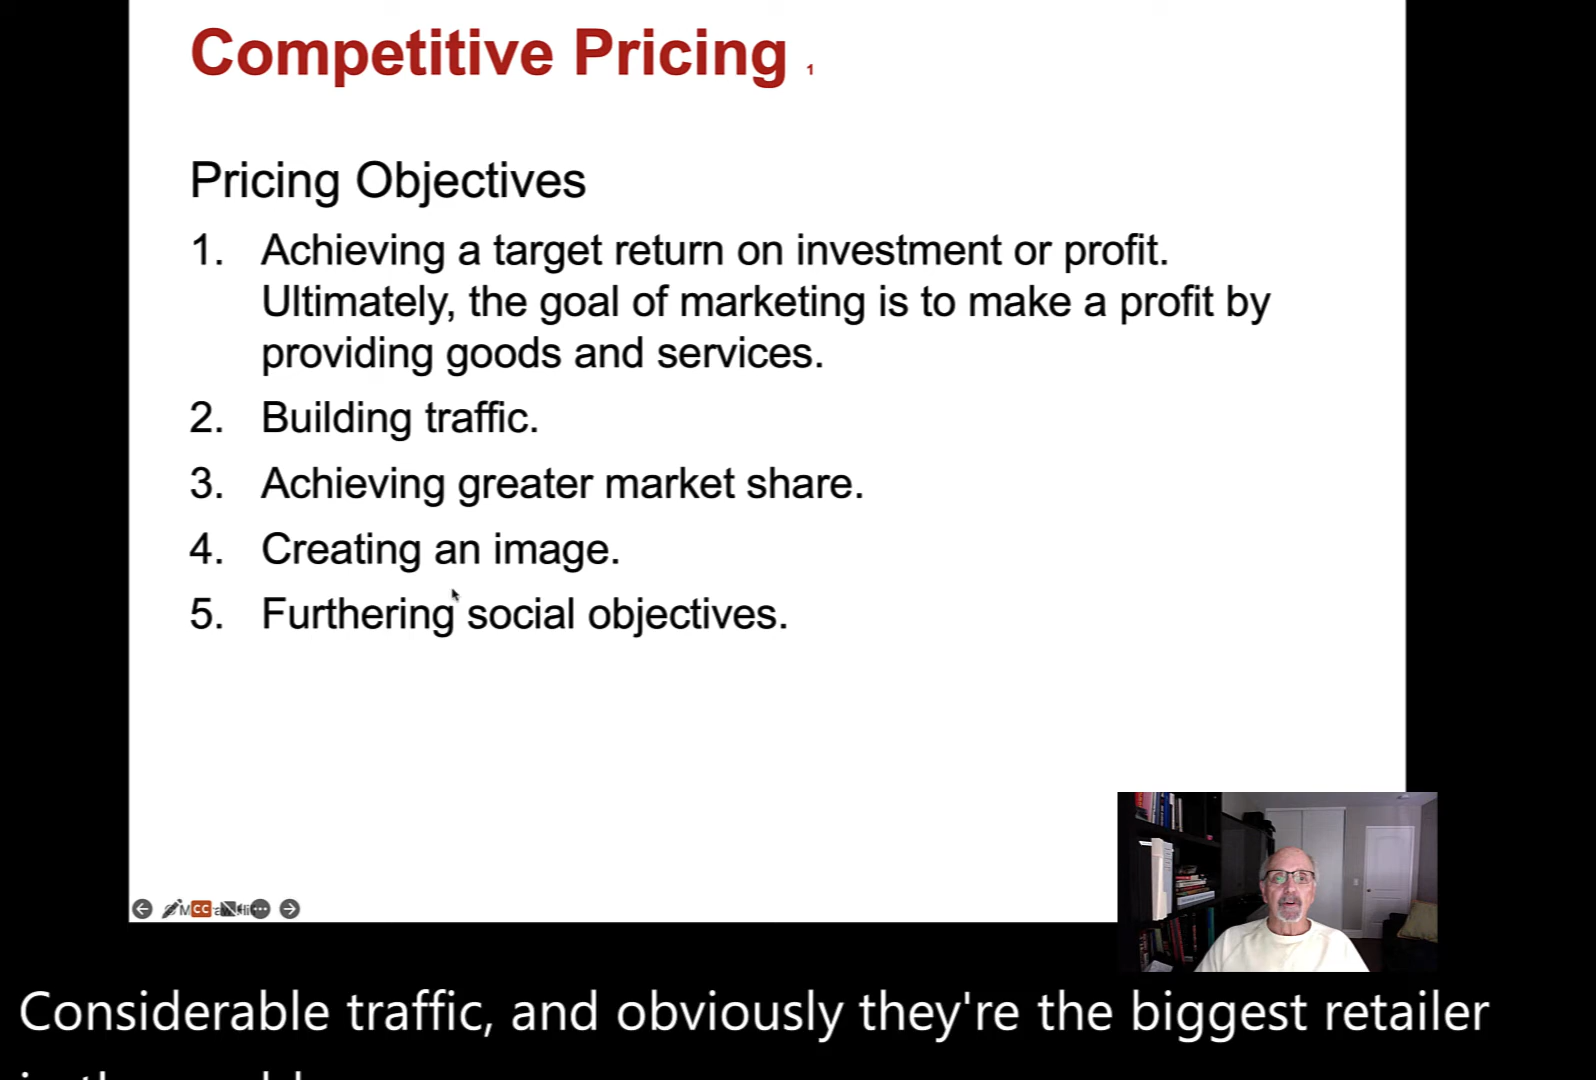 Competitive Pricing 1
Pricing Objectives
1. Achieving a target return on investment or profit.
Ultimately, the goal of marketing is to make a profit by
providing goods and services.
2. Building traffic.
3. Achieving greater market share.
4. Creating an image.
5. Furthering social objectives.
CC
Considerable traffic, and obviously they're the biggest retailer